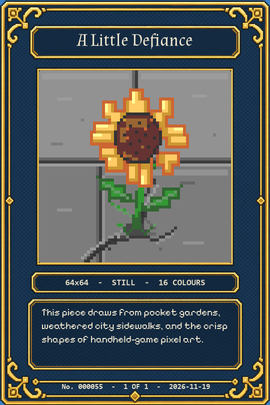 A Little Defiance
64x64 - STILL - 16 COLOURS
This piece draws from pocket gardens,
weathered city sidewalks, and the crisp
shapes of handheld-game pixel art.
No. 000055 - 1 OF 1 - 2026-11-19